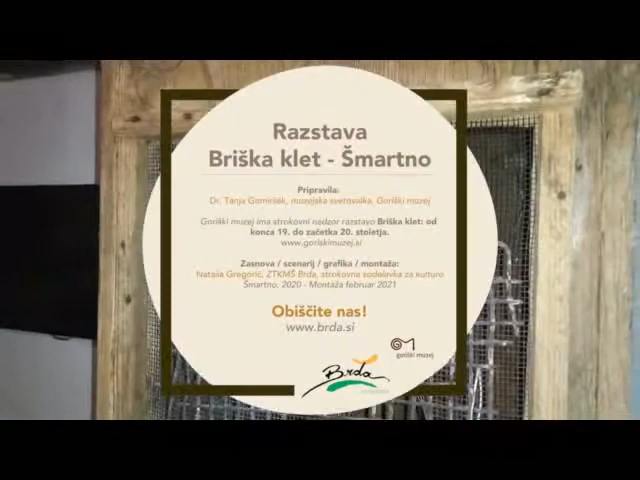 Razstava
Briška klet - Šmartno
Pripravila:
Dr. Tanja Gomiršek, muzejska svetovalka, Goriški muzej
Goriški muzej ima strokovni nadzor razstavo Briška klet: od
konca 19. do začetka 20. stoletja.
www.goriskimuzej.si
Zasnova / scenarij / grafika / montaža:
Nataša Gregorič, ZTKMŠ Brda, strokovna sodelavka za kulturo
Šmartno, 2020 - Montaža februar 2021
Obiščite nas!
www.brda.si
goriški muzej
Brda